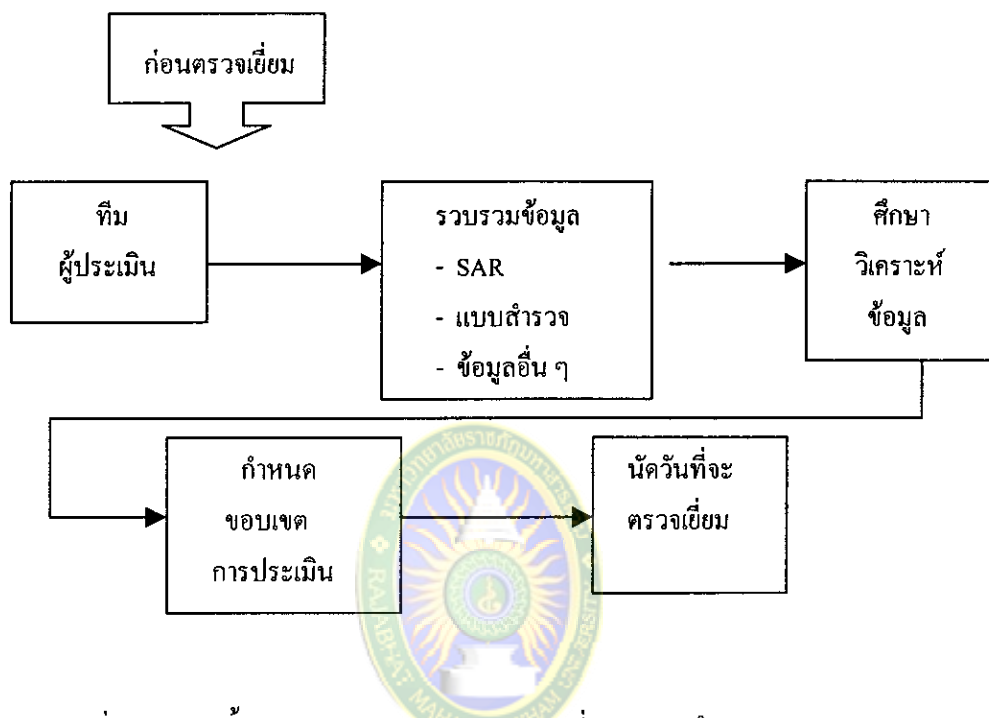 ก่อนตรวจเยี่ยม
ทีม
ผู้ประเมิน
รวบรวมข้อมูล
- SAR
- แบบสำรวจ
- ข้อมูลอื่น ๆ
ศึกษา
วิเคราะห์
ข้อมูล
กำหนด
ขอบเขต
การประเมิน
นัดวันที่จะ
ตรวจเยี่ยม